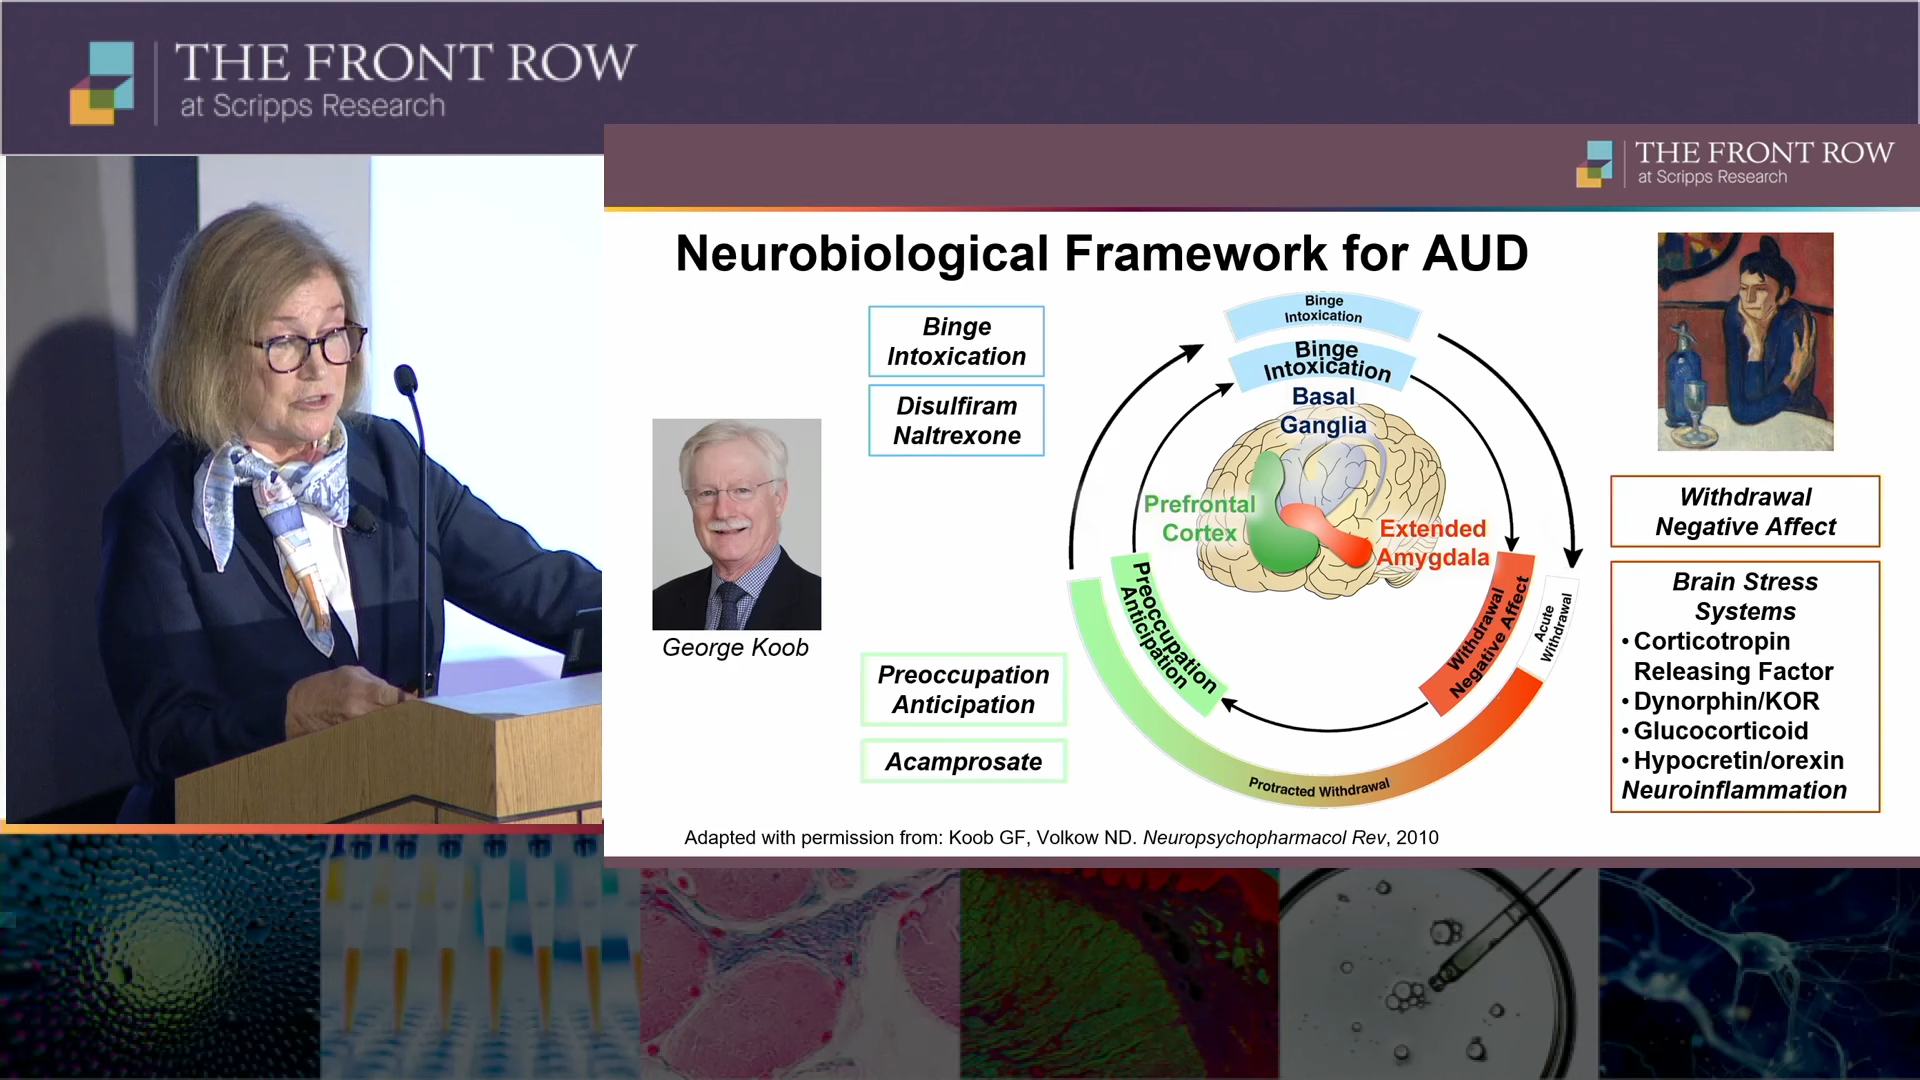 THE FRONT ROW
at Scripps Research
THE FRONT ROW
at Scripps Research
Neurobiological Framework for AUD
Binge
Intoxication
Disulfiram
Naltrexone
George Koob
Preoccupation
Anticipation
Acamprosate
Binge
Intoxication
Binge
Intoxication
Basal
Ganglia
Prefrontal
Cortex
Extended
Amygdala
Preoccupation
Anticipation
Withdrawal
Negative Affect
Acute
Withdrawal
Protracted Withdrawal
Withdrawal
Negative Affect
Brain Stress
Systems
• Corticotropin
Releasing Factor
• Dynorphin/KOR
• Glucocorticoid
• Hypocretin/orexin
Neuroinflammation
Adapted with permission from: Koob GF, Volkow ND. Neuropsychopharmacol Rev, 2010